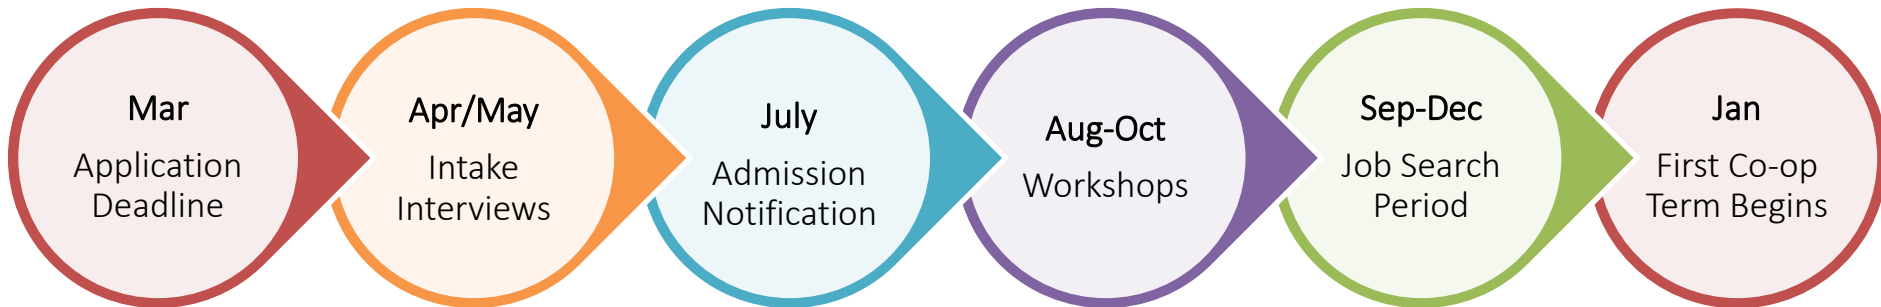 Mar
Application
Deadline
Apr/May
Intake
Interviews
July
Admission
Notification
Aug-Oct
Workshops
Sep-Dec
Job Search
Period
Jan
First Co-op
Term Begins